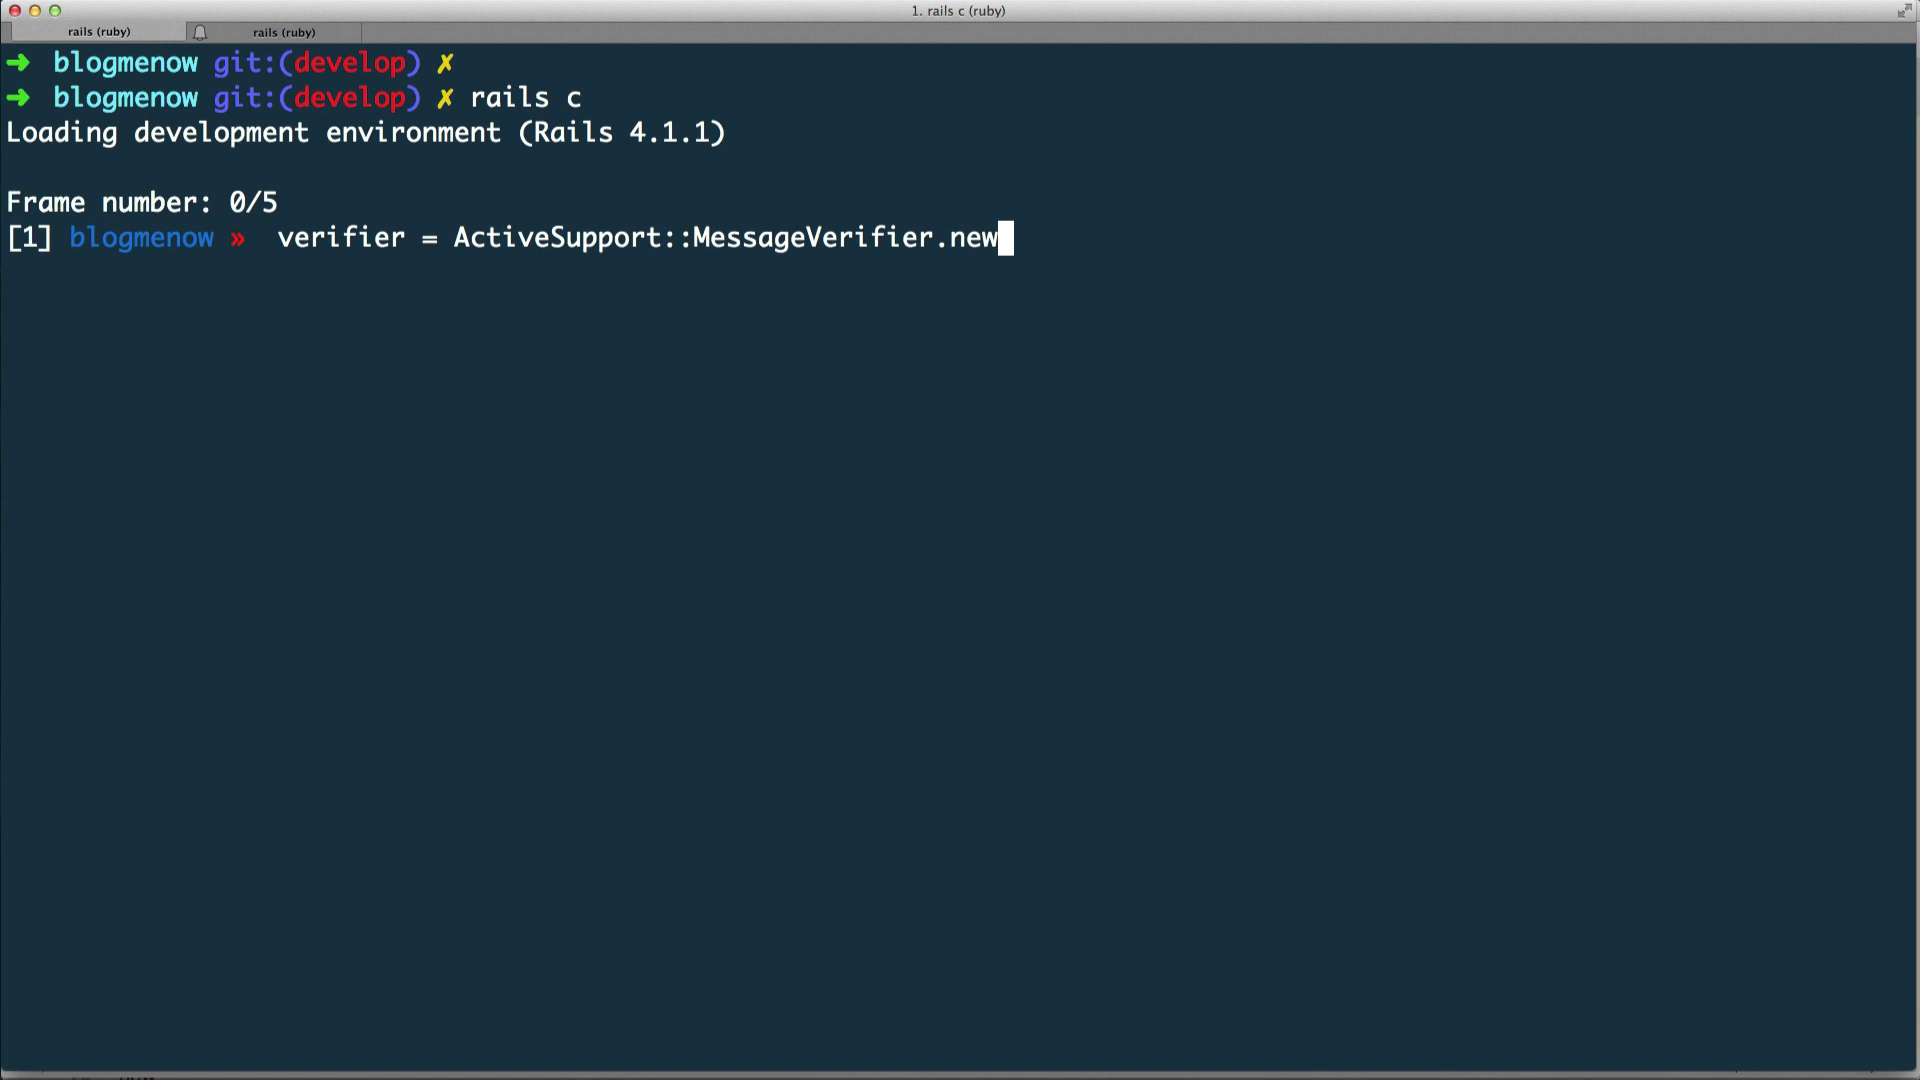 1. rails c (ruby)
rails (ruby)
rails (ruby)
➜ blogmenow git:(develop) ✗
➜ blogmenow git:(develop) ✗ rails c
Loading development environment (Rails 4.1.1)
Frame number: 0/5
[1] blogmenow » verifier = ActiveSupport::MessageVerifier.new